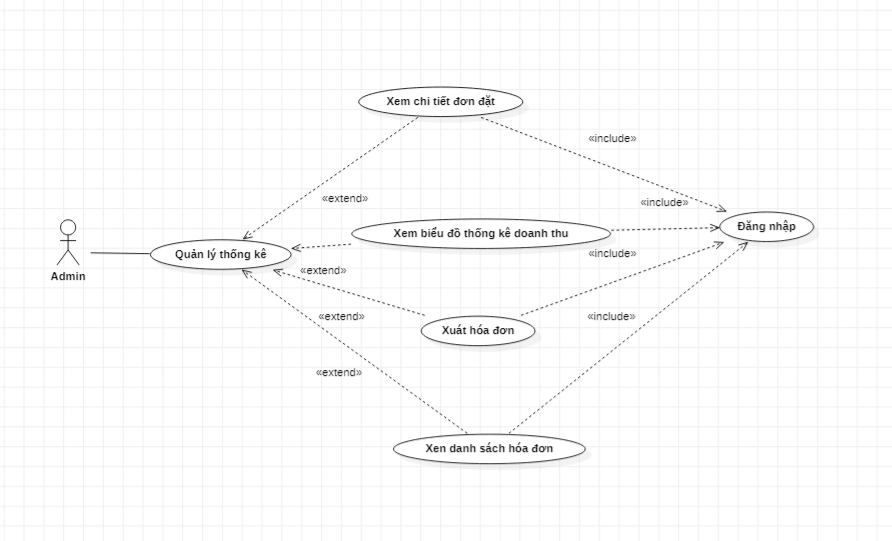 Xem chi tiết đơn đặt
«include»
«extend»
«include»
Đăng nhập
Xem biểu đồ thống kê doanh thu
Quản lý thống kê
«include»
Admin
«extend»
«extend»
«include»
Xuát hóa đơn
«extend»
Xen danh sách hóa đơn